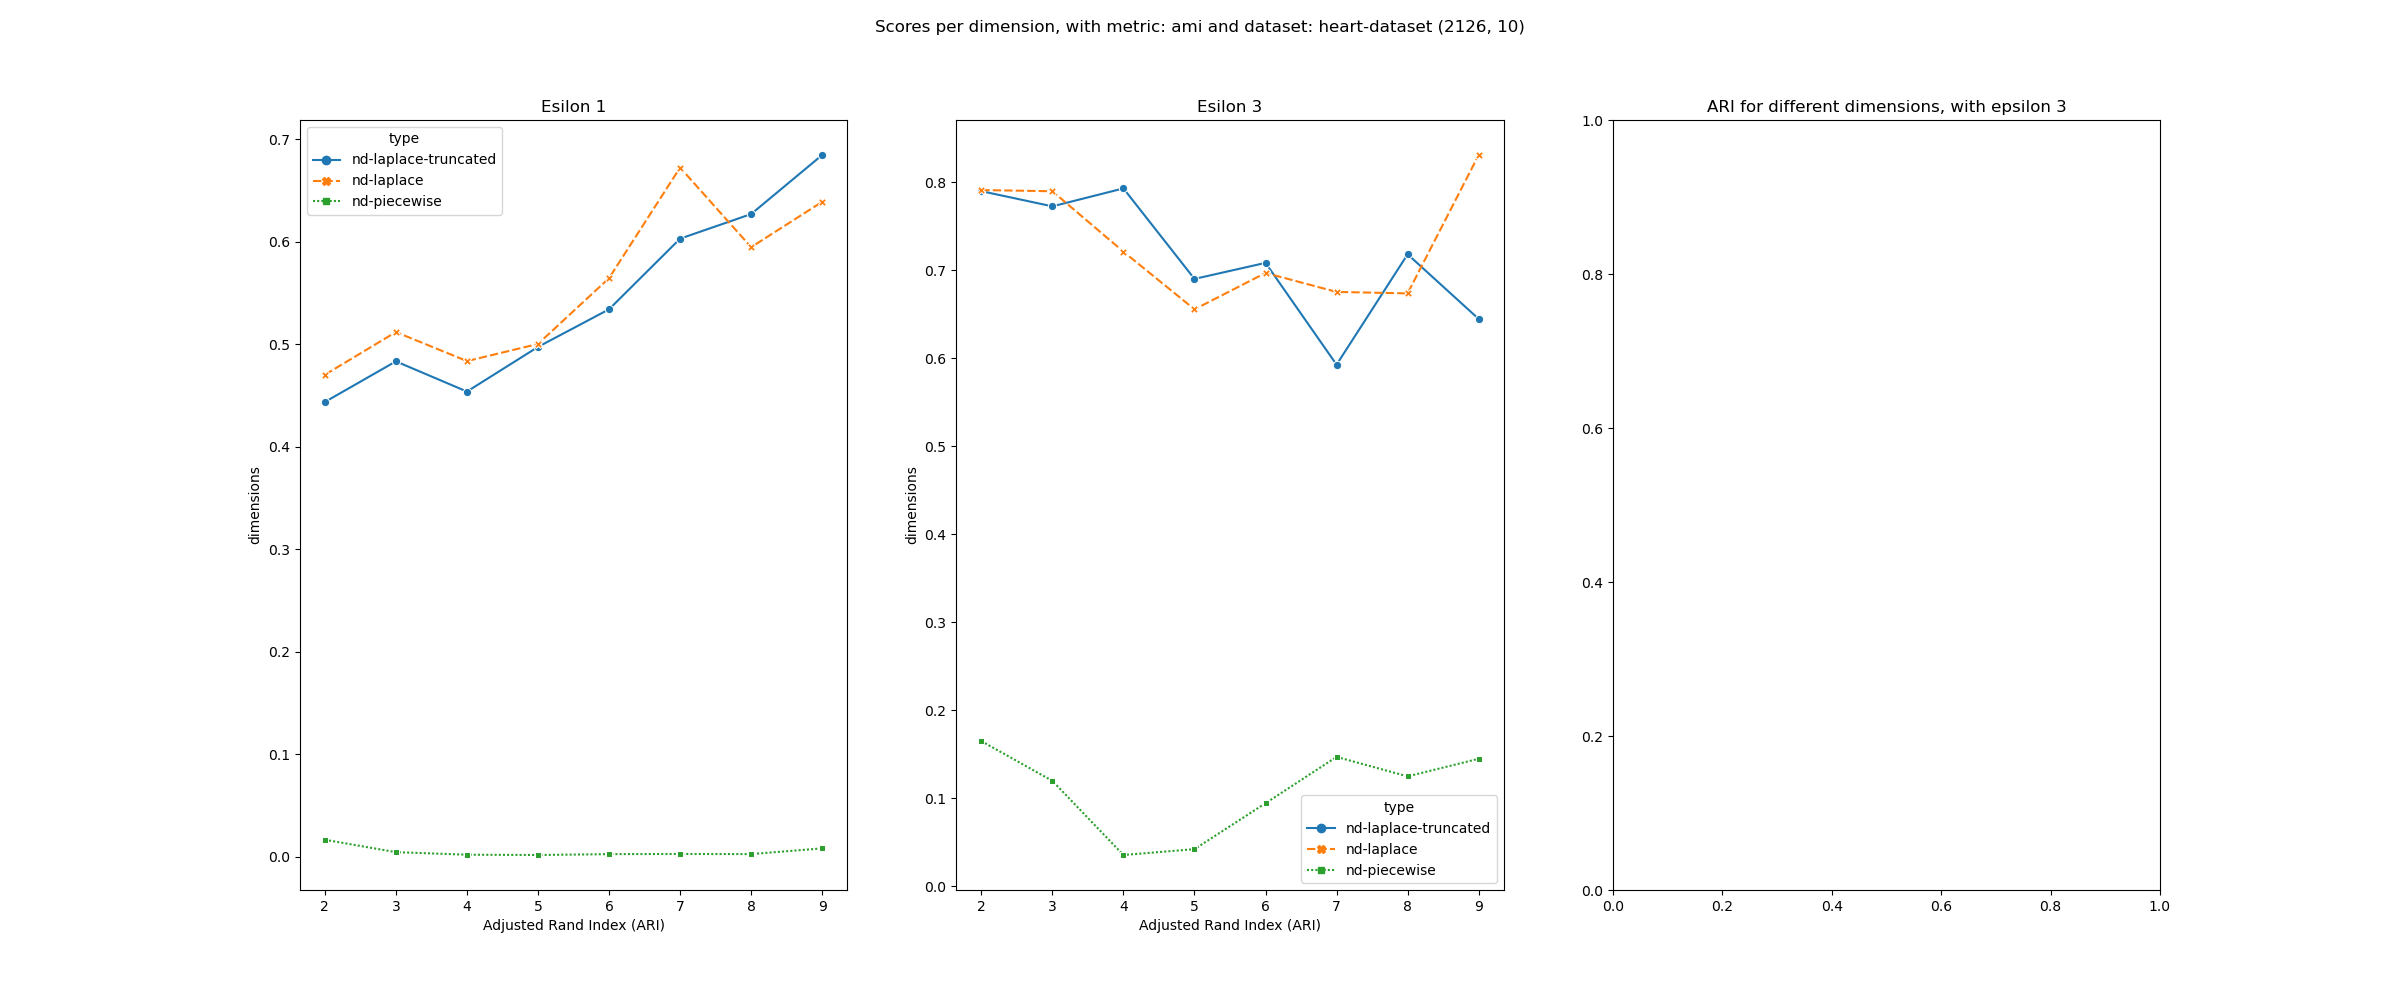 Scores per dimension, with metric: ami and dataset: heart-dataset (2126, 10)
Esilon 1
type
nd-laplace-truncated
nd-laplace
nd-piecewise
0.7
0.6
0.5
0.4
0.3
0.2
0.1
0.0
dimensions
2 3 4 5 6 7 8 9
Adjusted Rand Index (ARI)
Esilon 3
0.8
0.7
0.6
0.5
0.4
0.3
0.2
0.1
0.0
dimensions
type
nd-laplace-truncated
nd-laplace
nd-piecewise
2 3 4 5 6 7 8 9
Adjusted Rand Index (ARI)
ARI for different dimensions, with epsilon 3
1.0
0.8
0.6
0.4
0.2
0.0
0.0 0.2 0.4 0.6 0.8 1.0